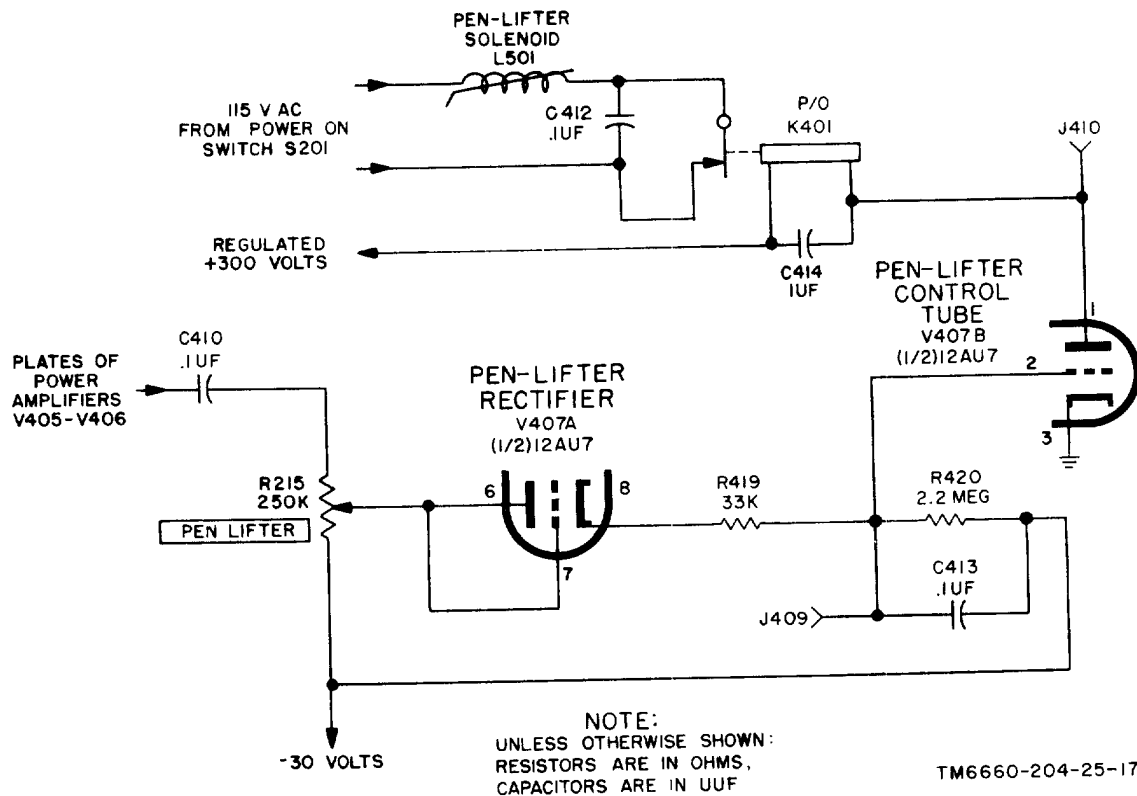 PEN-LIFTER
SOLENOID
L501
115 V AC
FROM POWER ON
SWITCH S201
C412
.1UF
P/O
K401
J410
REGULATED
+300 VOLTS
C414
1UF
PEN-LIFTER
CONTROL
TUBE
V407B
(1/2)12AU7
1
2
3
C410
.1UF
PLATES OF
POWER
AMPLIFIERS
V405-V406
PEN-LIFTER
RECTIFIER
V407A
(1/2)12AU7
R215
250K
PEN LIFTER
6
8
7
R419
33K
R420
2.2 MEG
C413
.1UF
J409
-30 VOLTS
NOTE:
UNLESS OTHERWISE SHOWN:
RESISTORS ARE IN OHMS,
CAPACITORS ARE IN UUF
TM6660-204-25-17